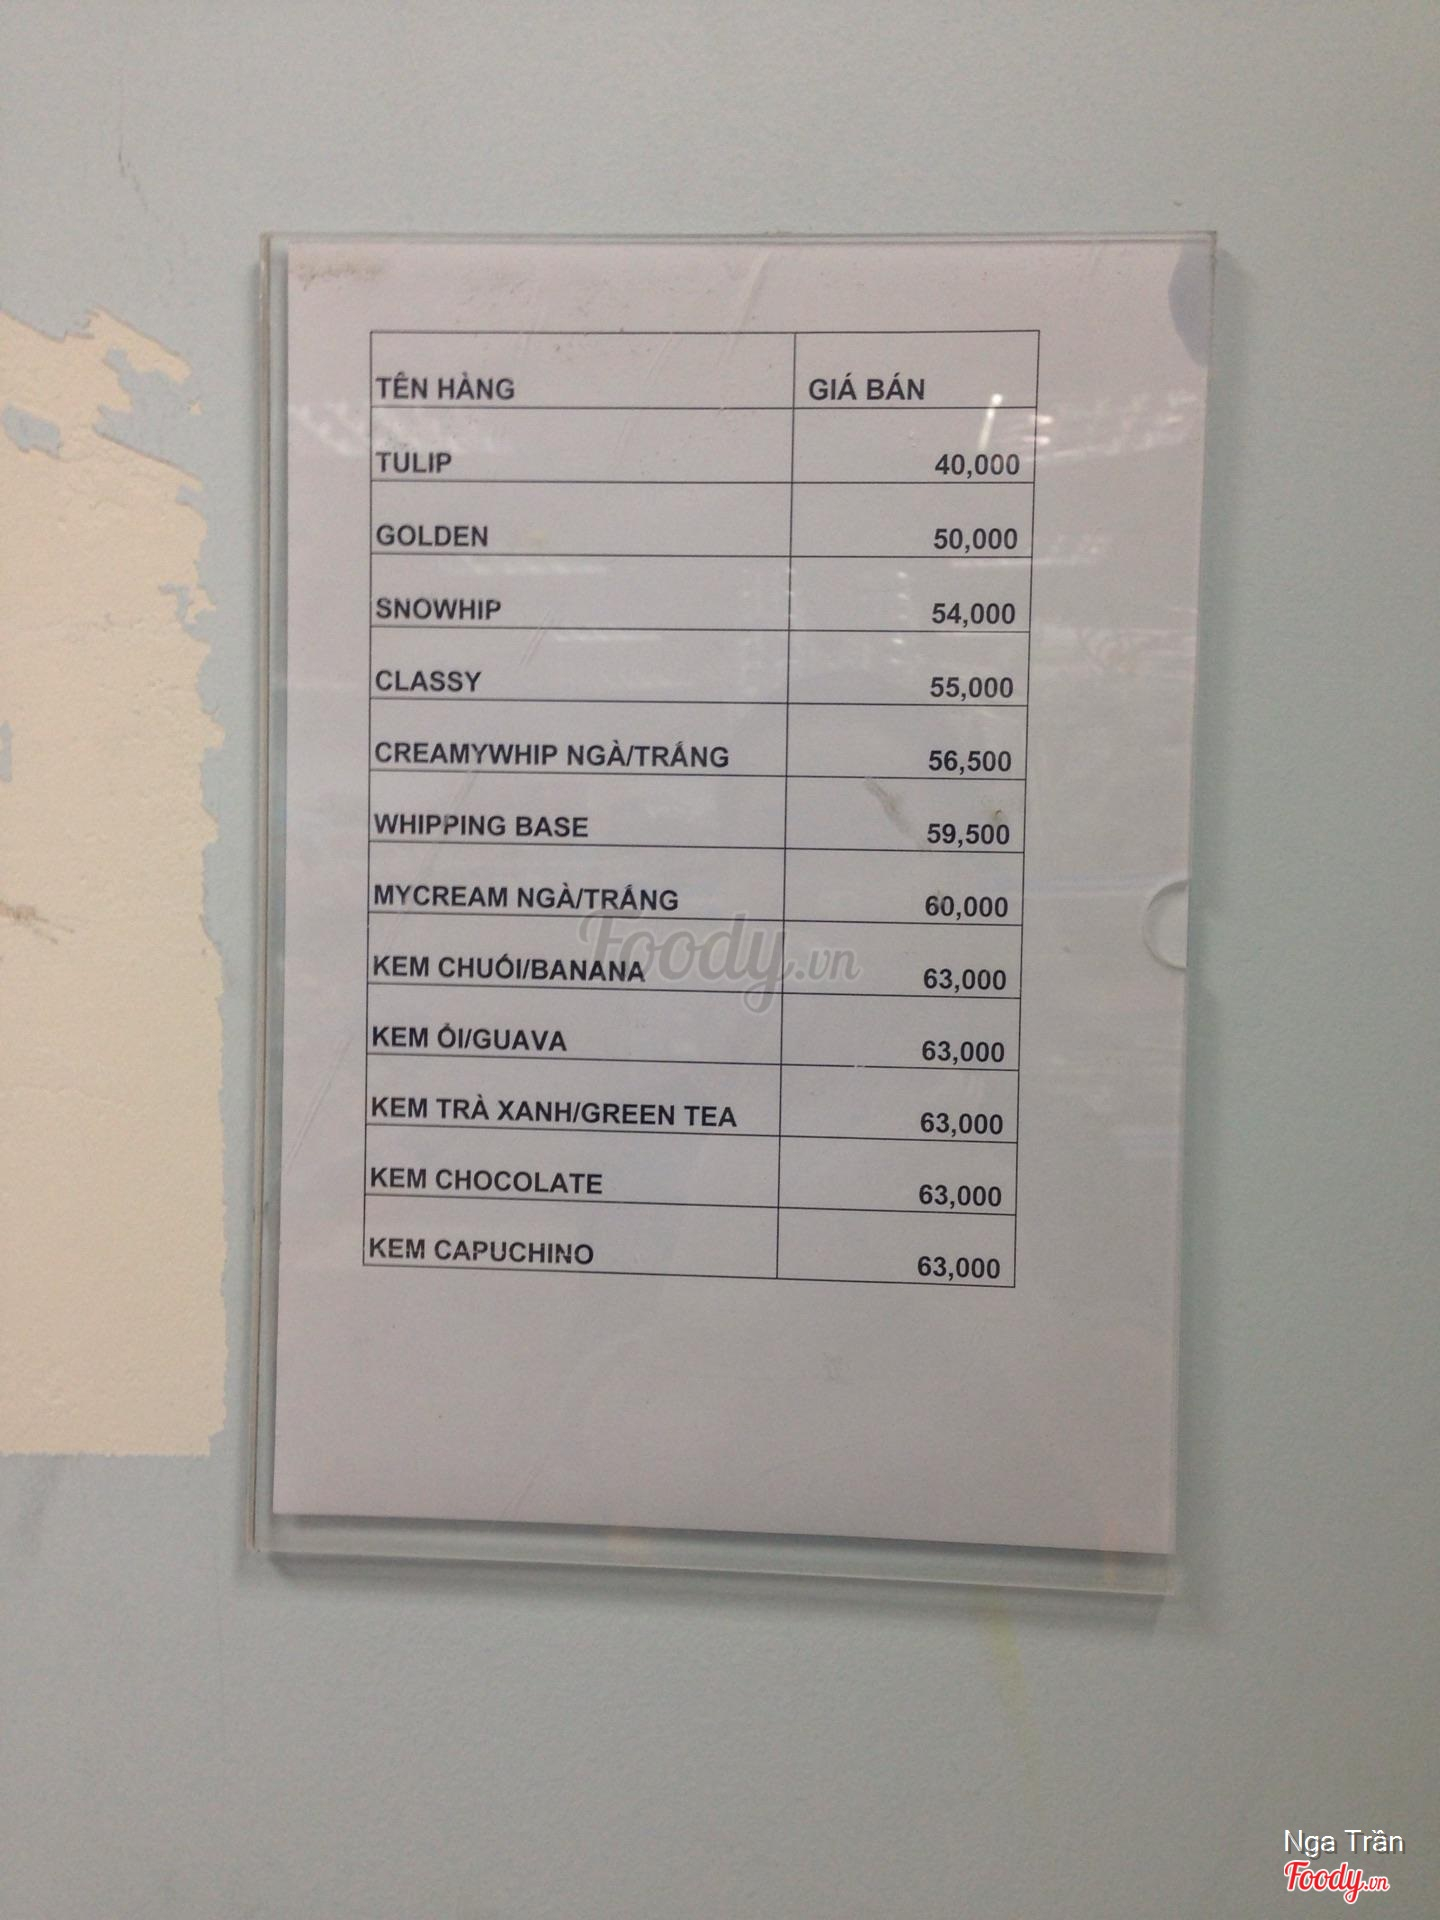 TÊN HÀNG GIÁ BÁN
TULIP 40,000
GOLDEN 50,000
SNOWHIP 54,000
CLASSY 55,000
CREAMYWHIP NGÀ/TRẮNG 56,500
WHIPPING BASE 59,500
MYCREAM NGÀ/TRẮNG 60,000
KEM CHUỐI/BANANA 63,000
Foody.vn
KEM ỔI/GUAVA 63,000
KEM TRÀ XANH/GREEN TEA 63,000
KEM CHOCOLATE 63,000
KEM CAPUCHINO 63,000
Nga Trần
Foody.vn